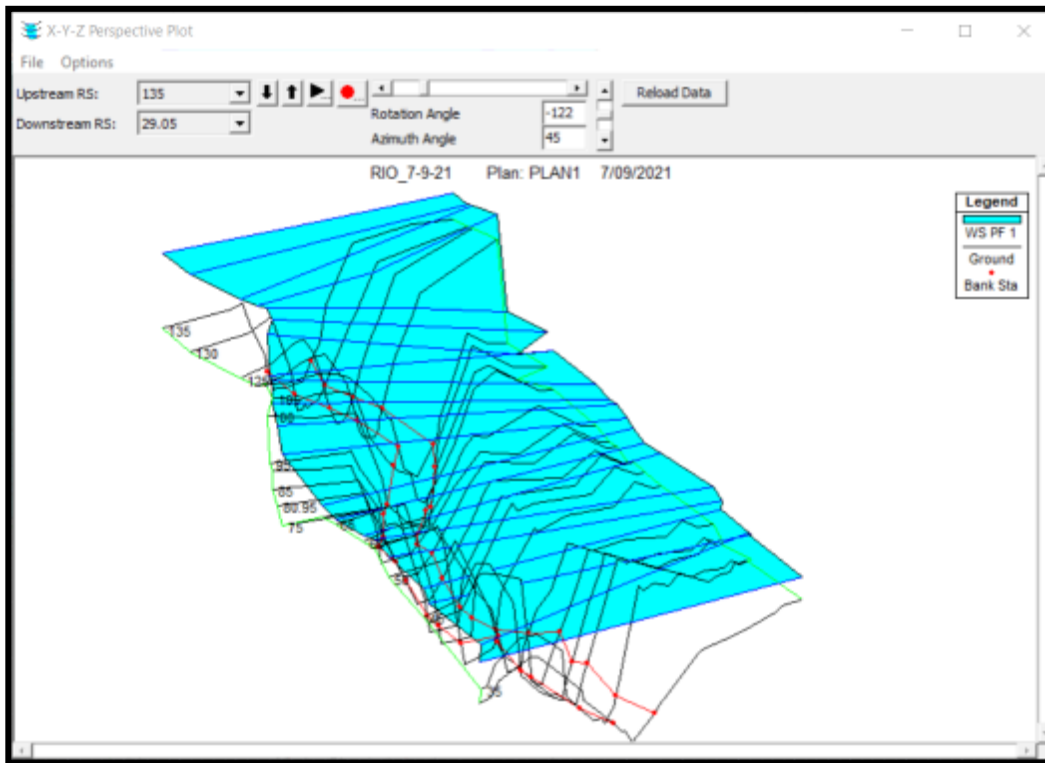 X-Y-Z Perspective Plot
File Options
Upstream RS: 135
Downstream RS: 29.05
Rotation Angle -122
Azimuth Angle 45
Reload Data
RIO_7-9-21 Plan: PLAN1 7/09/2021
Legend
WS PF 1
Ground
Bank Sta
135
130
125
100
95
85
80.95
75